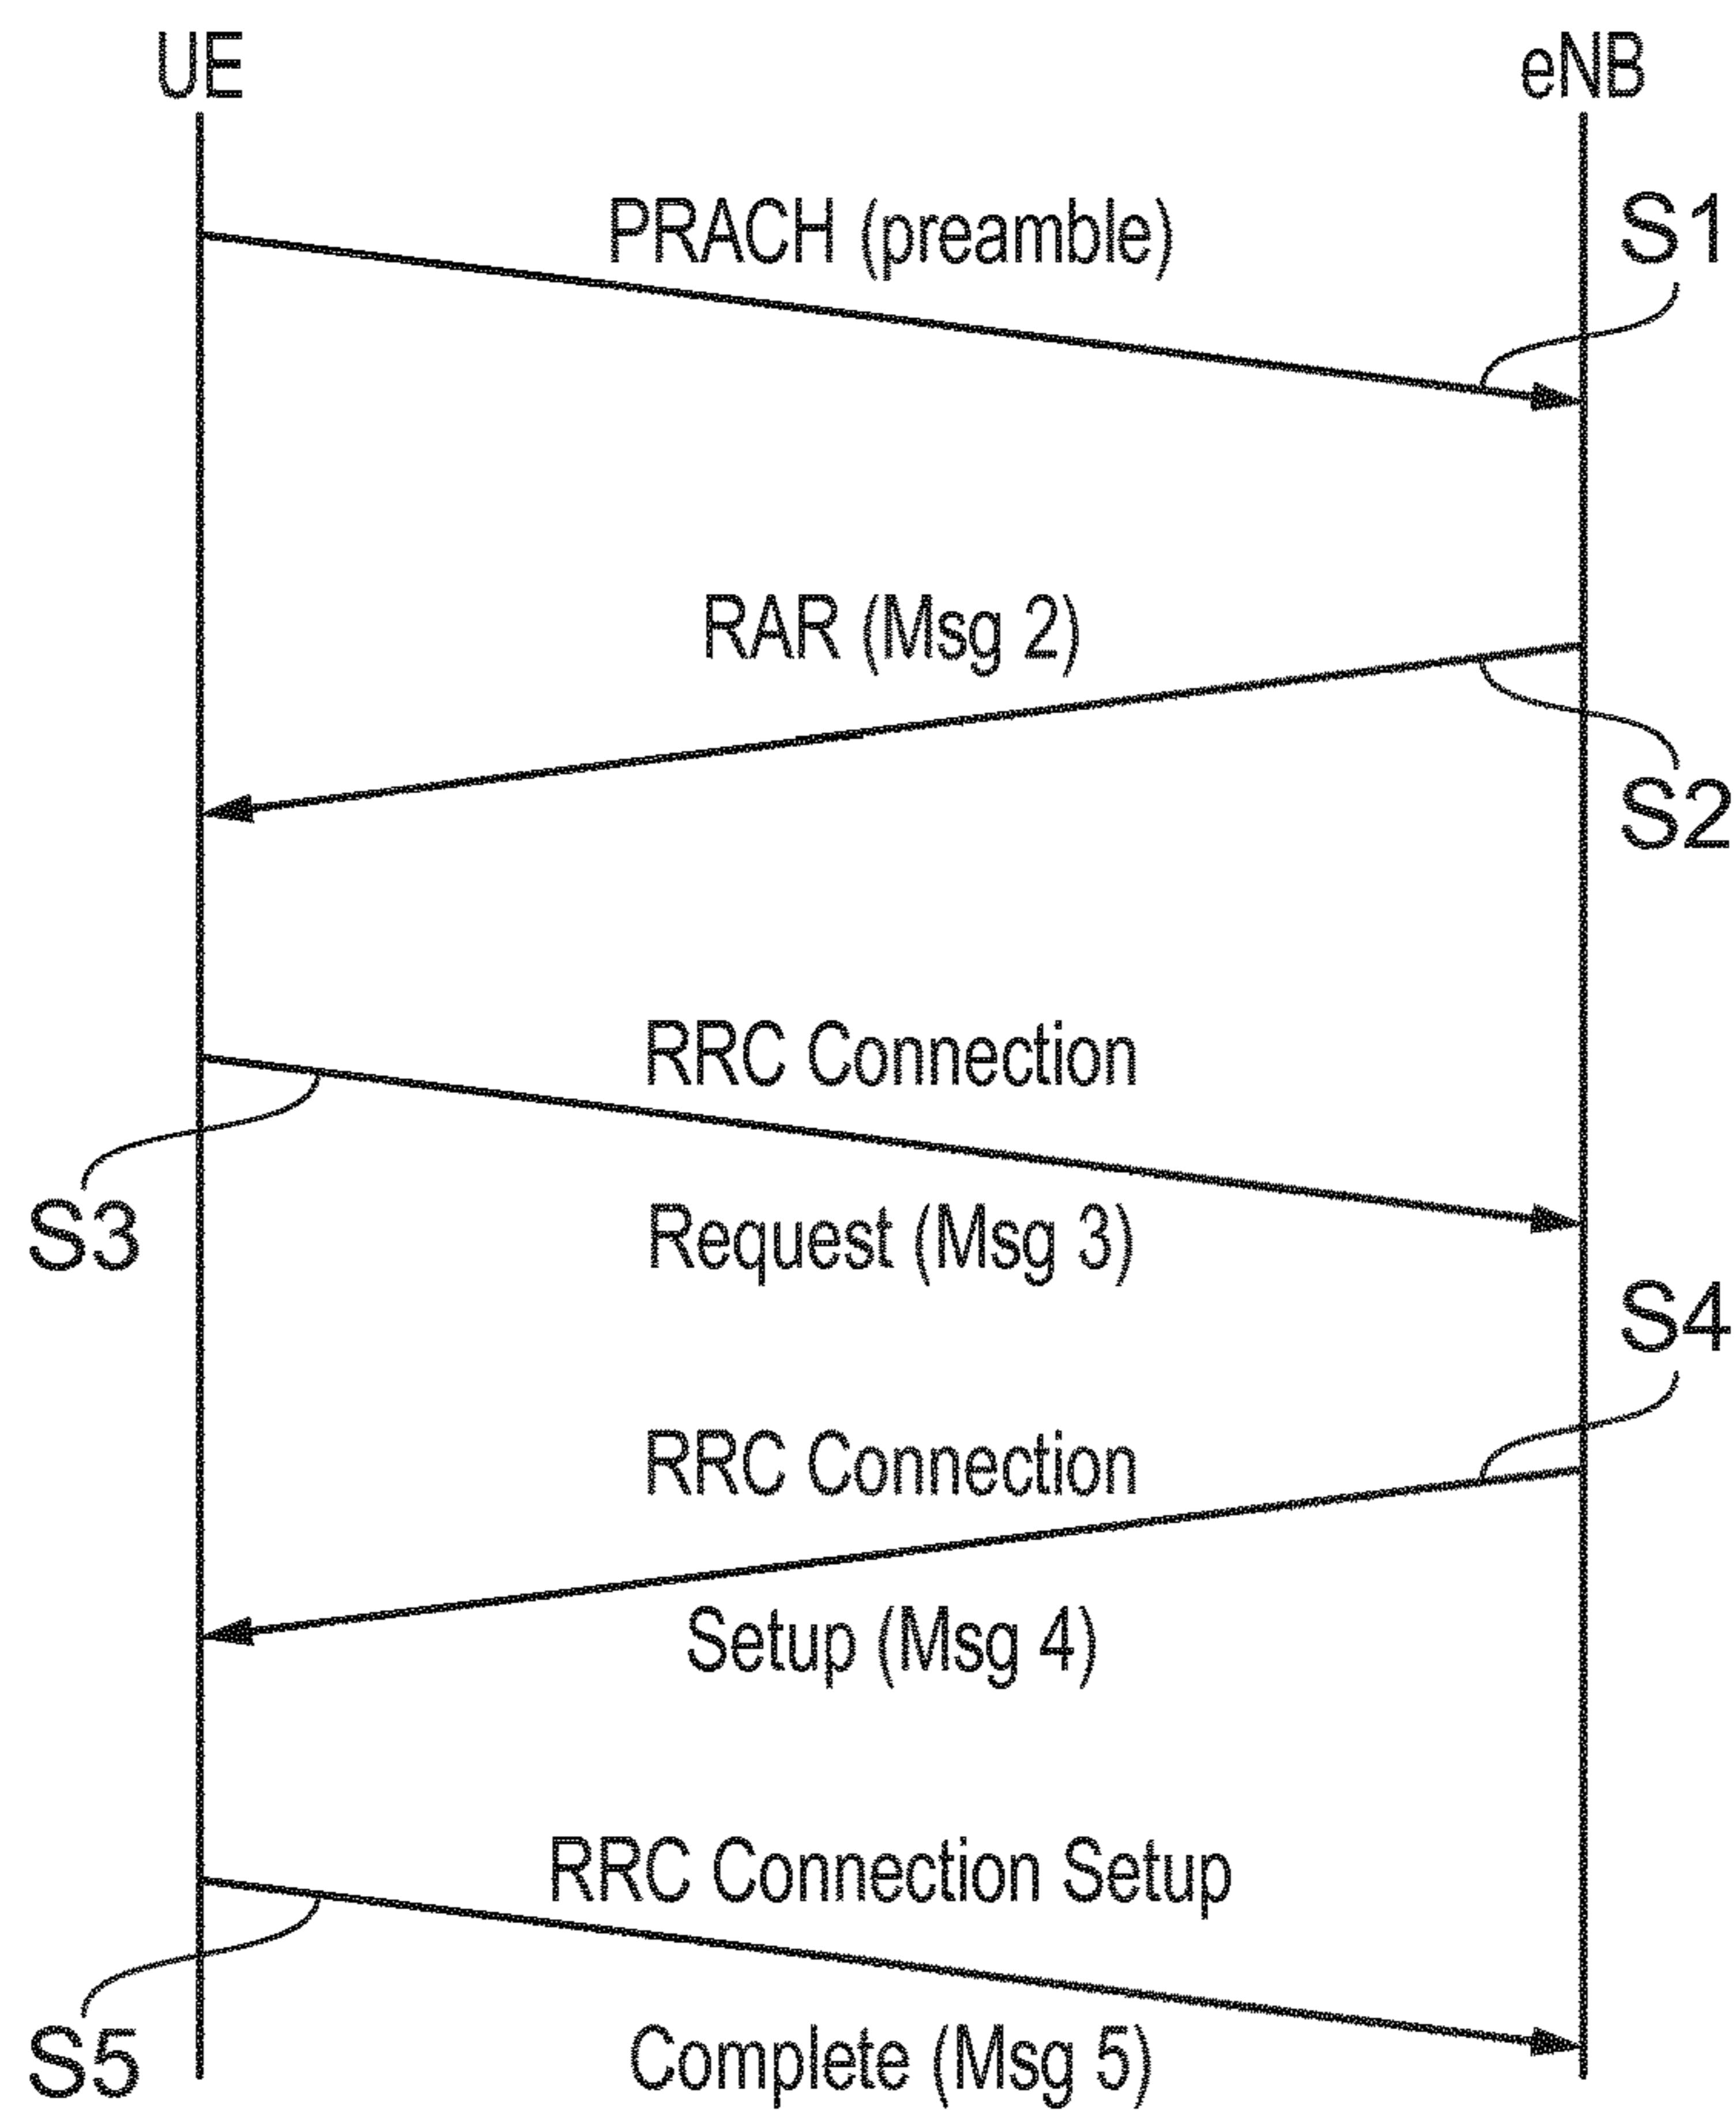 UE
eNB
PRACH (preamble)
S1
RAR (Msg 2)
S2
RRC Connection
Request (Msg 3)
S3
S4
RRC Connection
Setup (Msg 4)
RRC Connection Setup
Complete (Msg 5)
S5